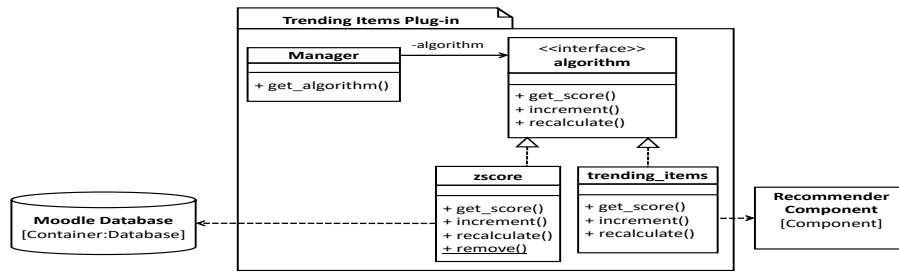 Trending Items Plug-in
Manager
+ get_algorithm()
-algorithm
<<interface>>
algorithm
+ get_score()
+ increment()
+ recalculate()
zscore
+ get_score()
+ increment()
+ recalculate()
+ remove()
trending_items
+ get_score()
+ increment()
+ recalculate()
Moodle Database
[Container:Database]
Recommender
Component
[Component]